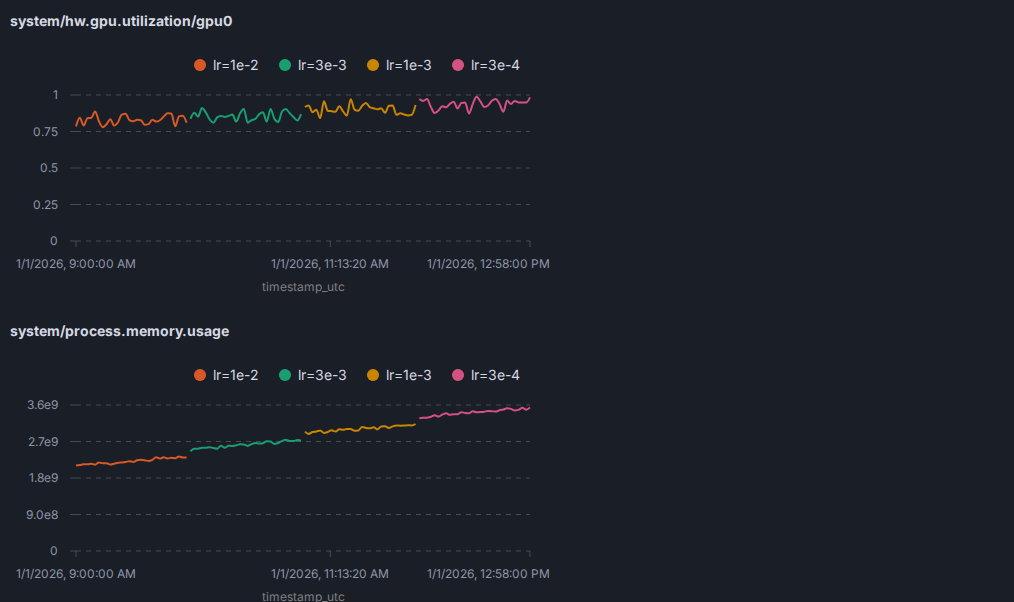 system/hw.gpu.utilization/gpu0
lr=1e-2 lr=3e-3 lr=1e-3 lr=3e-4
1
0.75
0.5
0.25
0
1/1/2026, 9:00:00 AM 1/1/2026, 11:13:20 AM 1/1/2026, 12:58:00 PM
timestamp_utc
system/process.memory.usage
lr=1e-2 lr=3e-3 lr=1e-3 lr=3e-4
3.6e9
2.7e9
1.8e9
9.0e8
0
1/1/2026, 9:00:00 AM 1/1/2026, 11:13:20 AM 1/1/2026, 12:58:00 PM
timestamp_utc